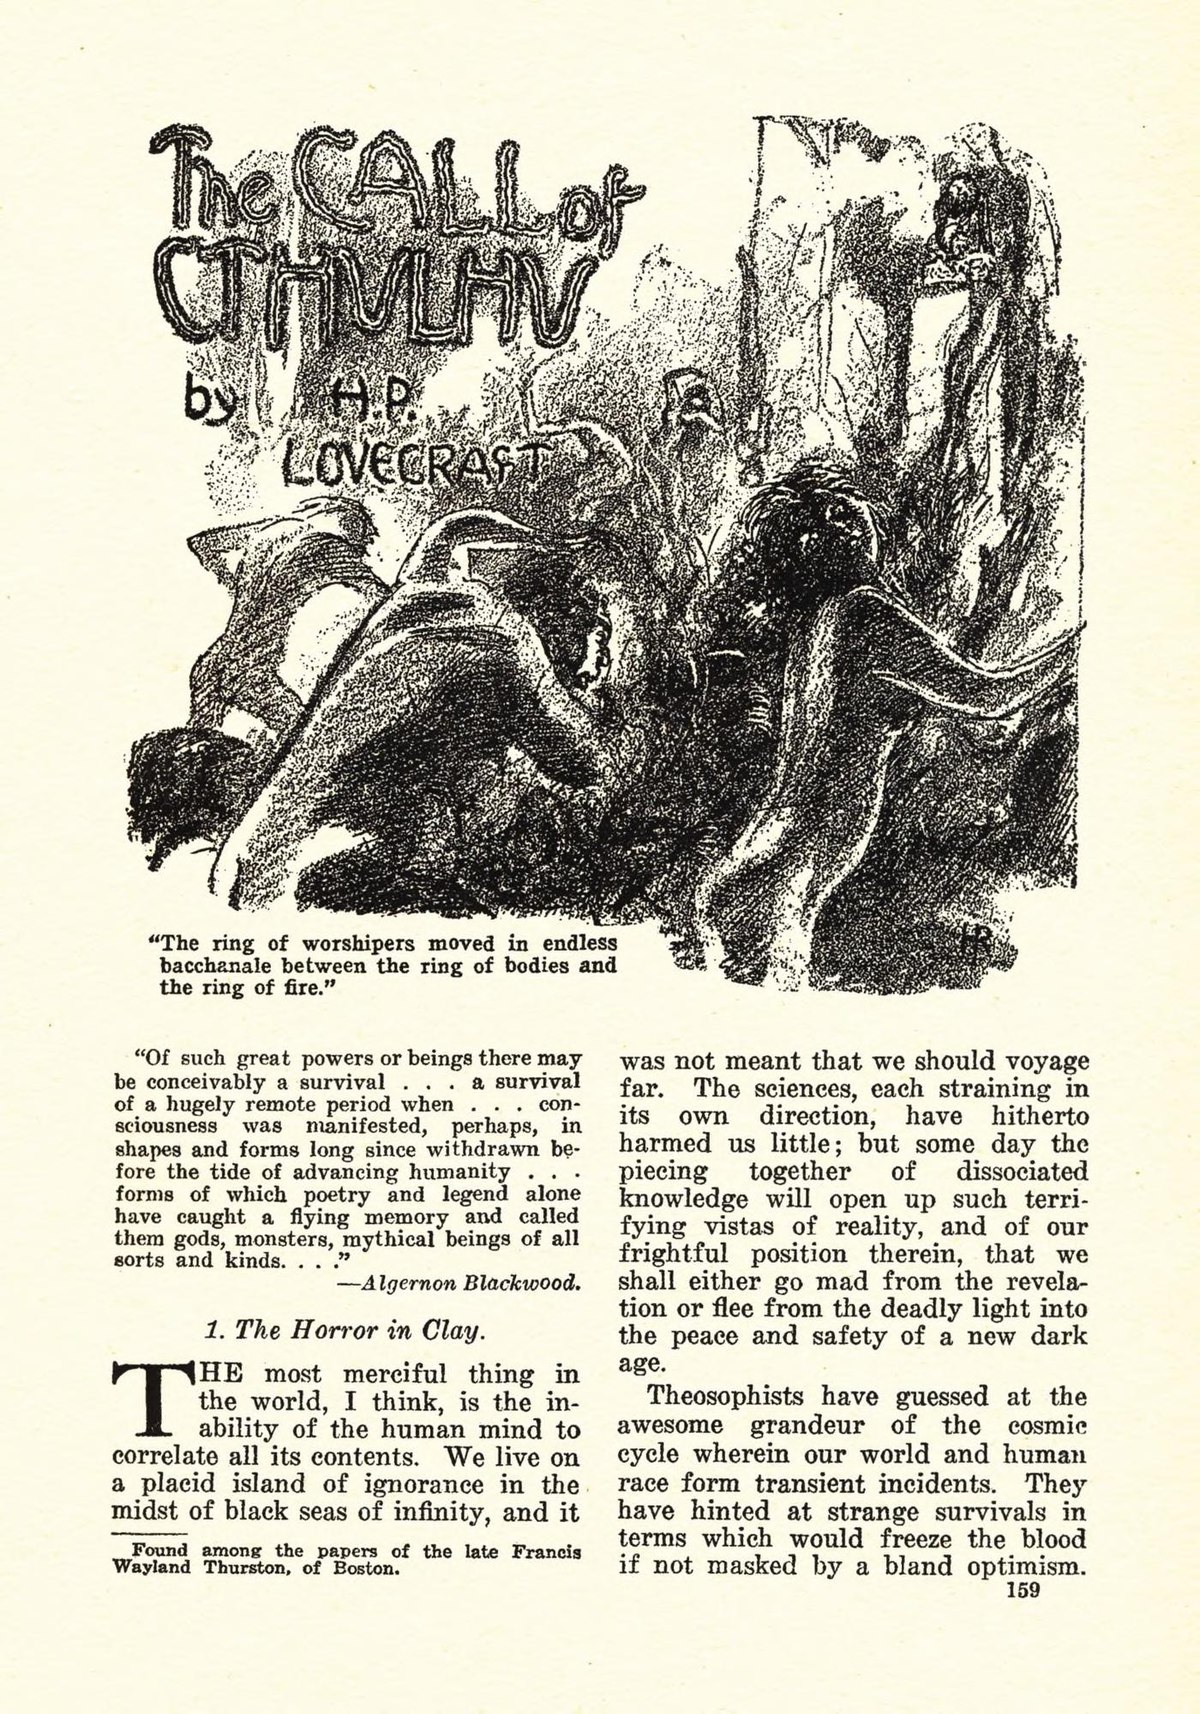 The CALL of
CTHULHU
by H.P.
LOVECRAFT
HR
“The ring of worshipers moved in endless
bacchanale between the ring of bodies and
the ring of fire.”
“Of such great powers or beings there may
be conceivably a survival . . . a survival
of a hugely remote period when . . . con-
sciousness was manifested, perhaps, in
shapes and forms long since withdrawn be-
fore the tide of advancing humanity . . .
forms of which poetry and legend alone
have caught a flying memory and called
them gods, monsters, mythical beings of all
sorts and kinds. . . .”
—Algernon Blackwood.
1. The Horror in Clay.
THE most merciful thing in
the world, I think, is the in-
ability of the human mind to
correlate all its contents. We live on
a placid island of ignorance in the
midst of black seas of infinity, and it
Found among the papers of the late Francis
Wayland Thurston, of Boston.
was not meant that we should voyage
far. The sciences, each straining in
its own direction, have hitherto
harmed us little; but some day the
piecing together of dissociated
knowledge will open up such terri-
fying vistas of reality, and of our
frightful position therein, that we
shall either go mad from the revela-
tion or flee from the deadly light into
the peace and safety of a new dark
age.
Theosophists have guessed at the
awesome grandeur of the cosmic
cycle wherein our world and human
race form transient incidents. They
have hinted at strange survivals in
terms which would freeze the blood
if not masked by a bland optimism.
159